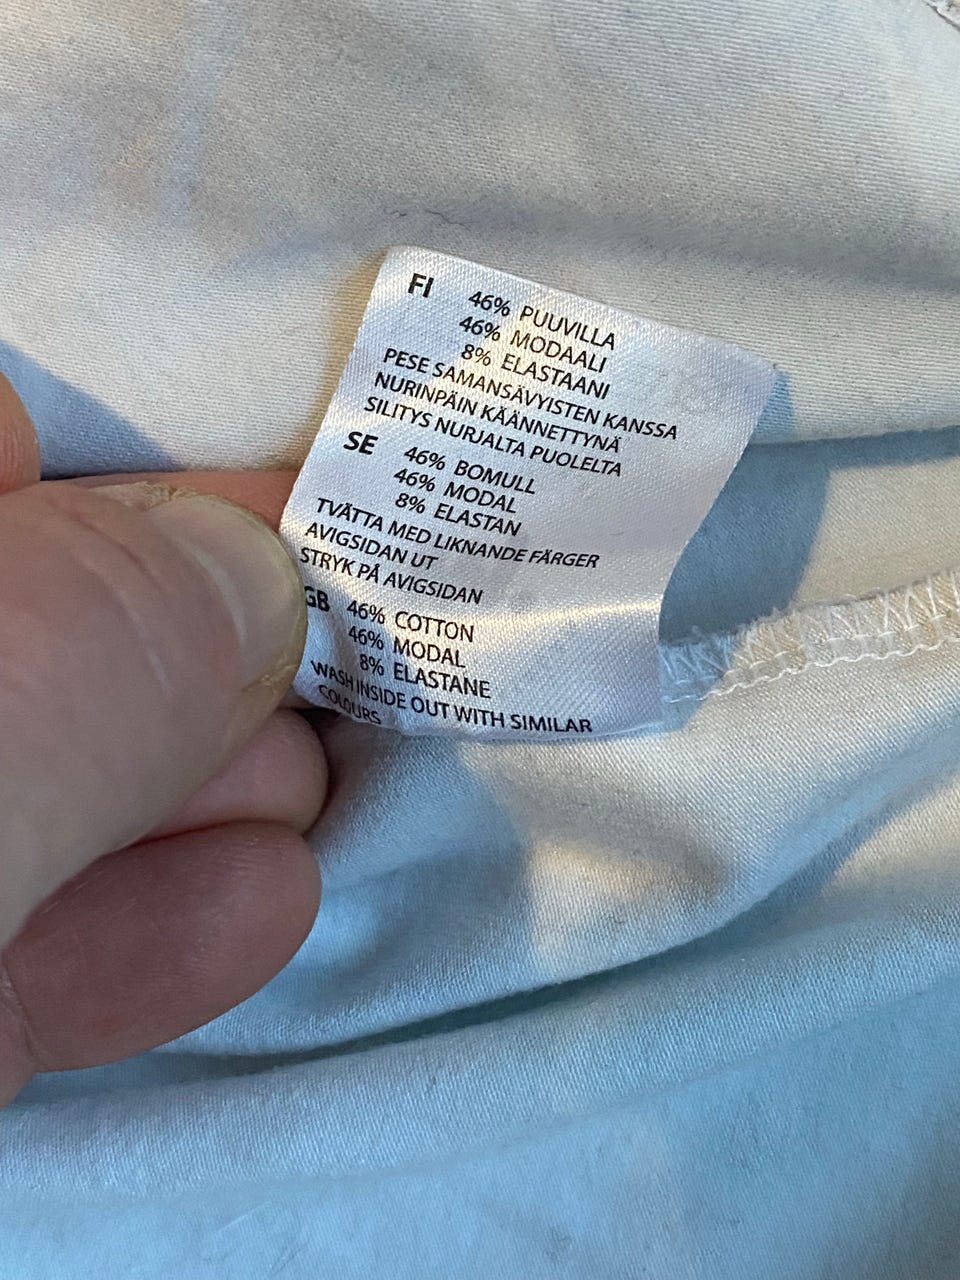 FI 46% PUUVILLA
46% MODAALI
8% ELASTAANI
PESE SAMANSÄVYISTEN KANSSA
NURINPÄIN KÄÄNNETTYNÄ
SILITYS NURJALTA PUOLELTA
SE 46% BOMULL
46% MODAL
8% ELASTAN
TVÄTTA MED LIKNANDE FÄRGER
AVIGSIDAN UT
STRYK PÅ AVIGSIDAN
GB 46% COTTON
46% MODAL
8% ELASTANE
WASH INSIDE OUT WITH SIMILAR
COLOURS